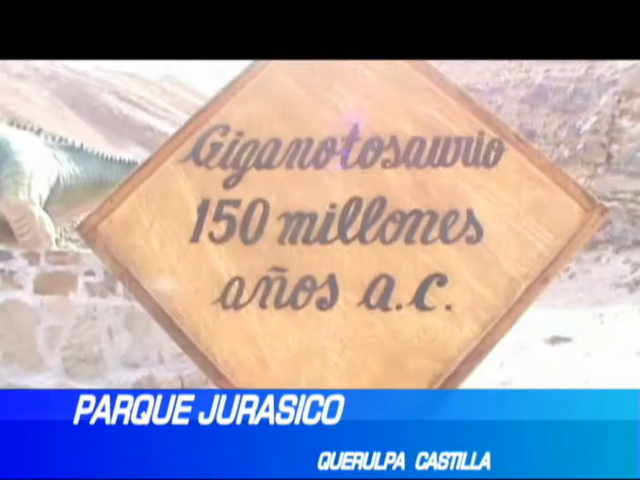 Giganotosaurio
150 millones
años a.c.
PARQUE JURASICO
QUERULPA CASTILLA